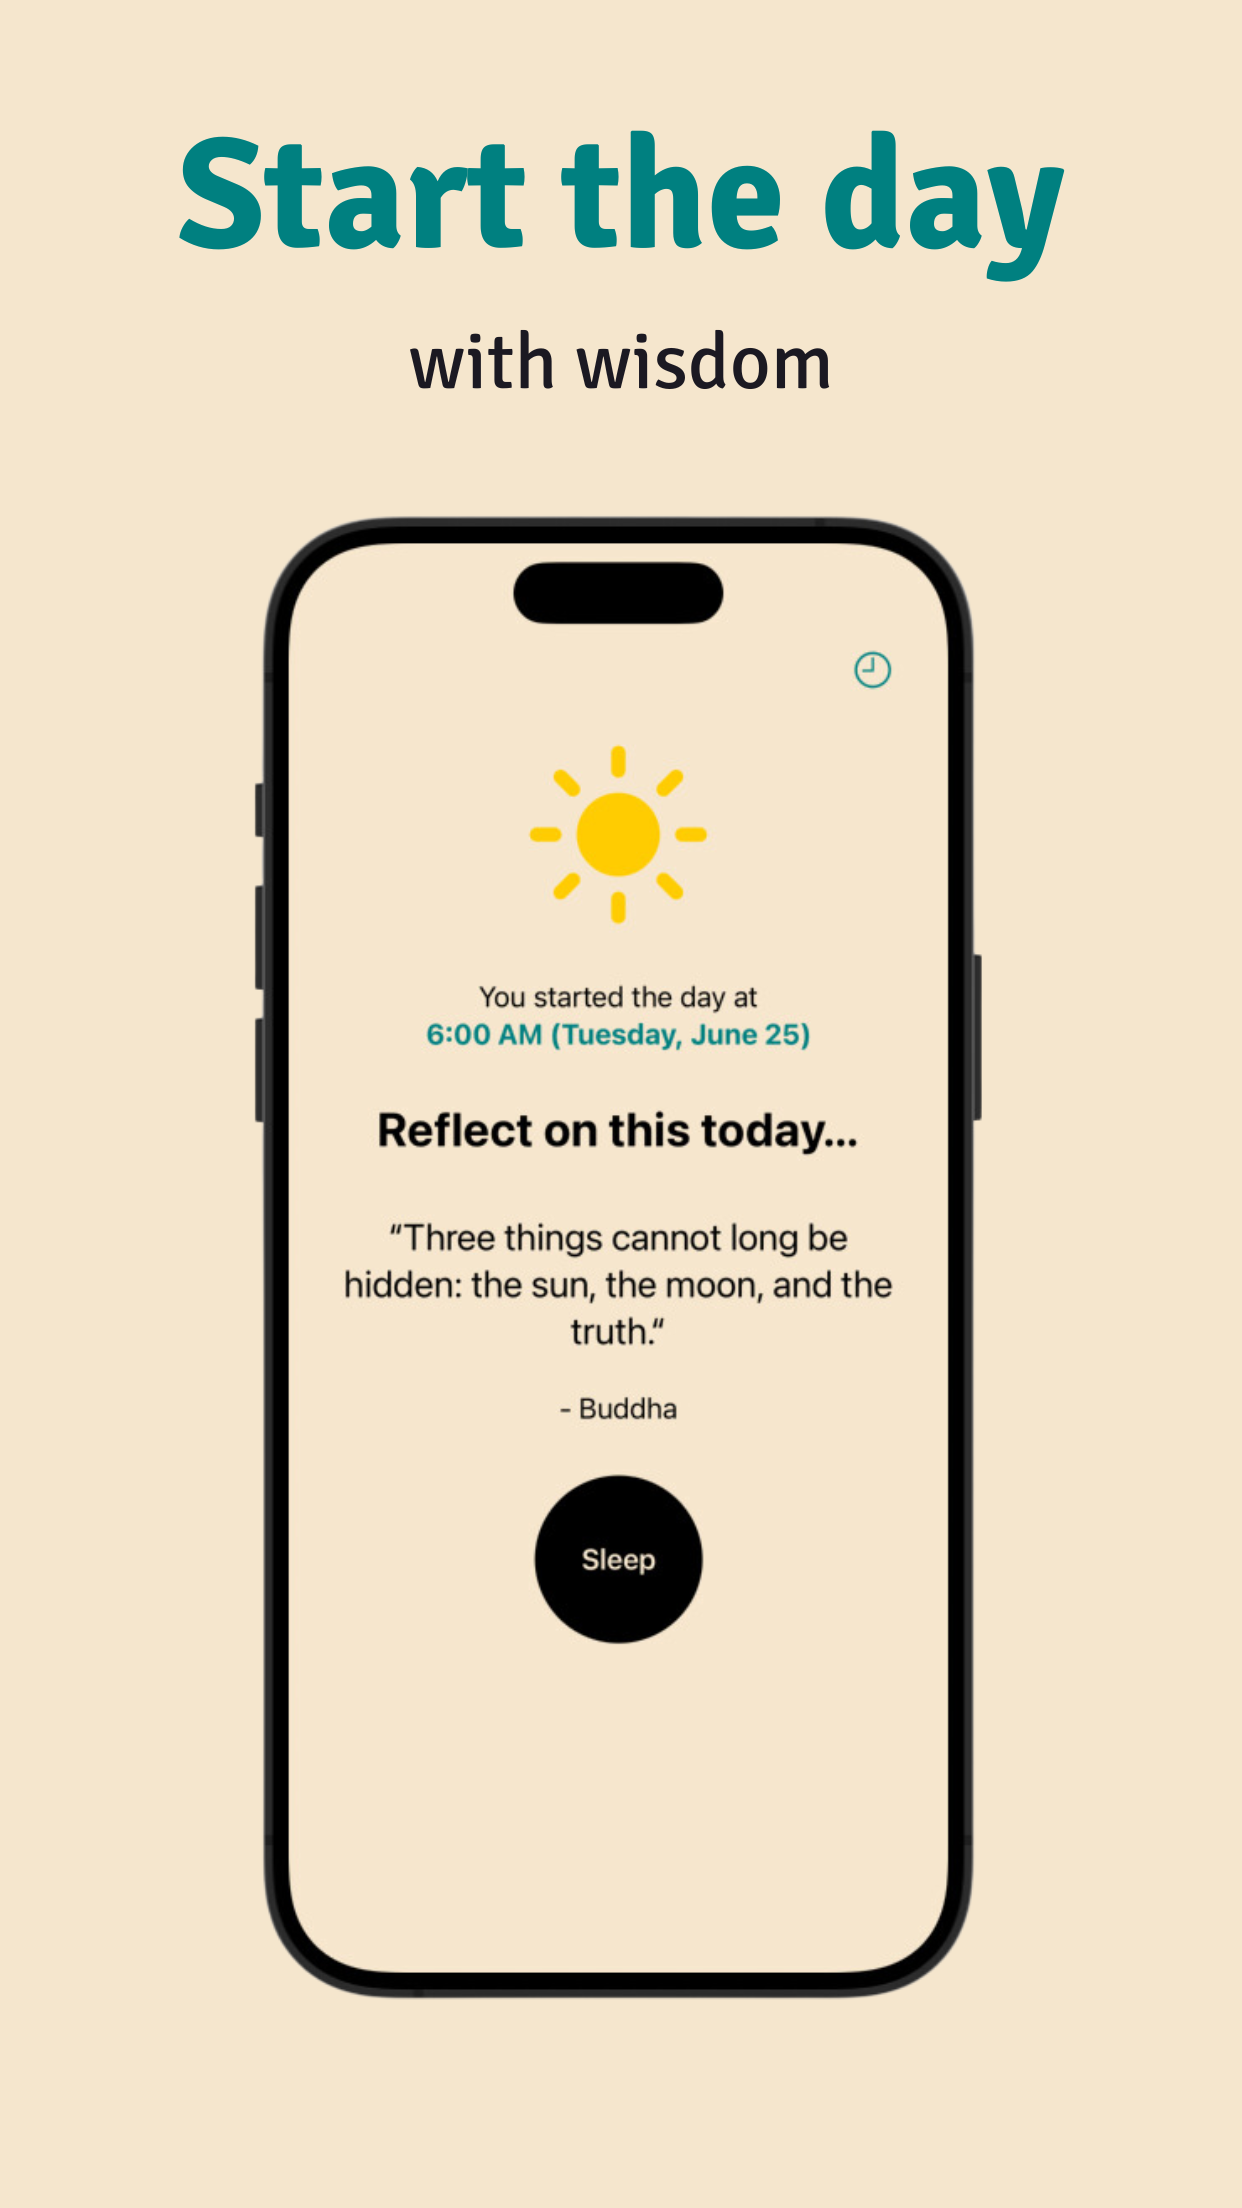 Start the day
with wisdom
You started the day at
6:00 AM (Tuesday, June 25)
Reflect on this today...
“Three things cannot long be
hidden: the sun, the moon, and the
truth.“
- Buddha
Sleep